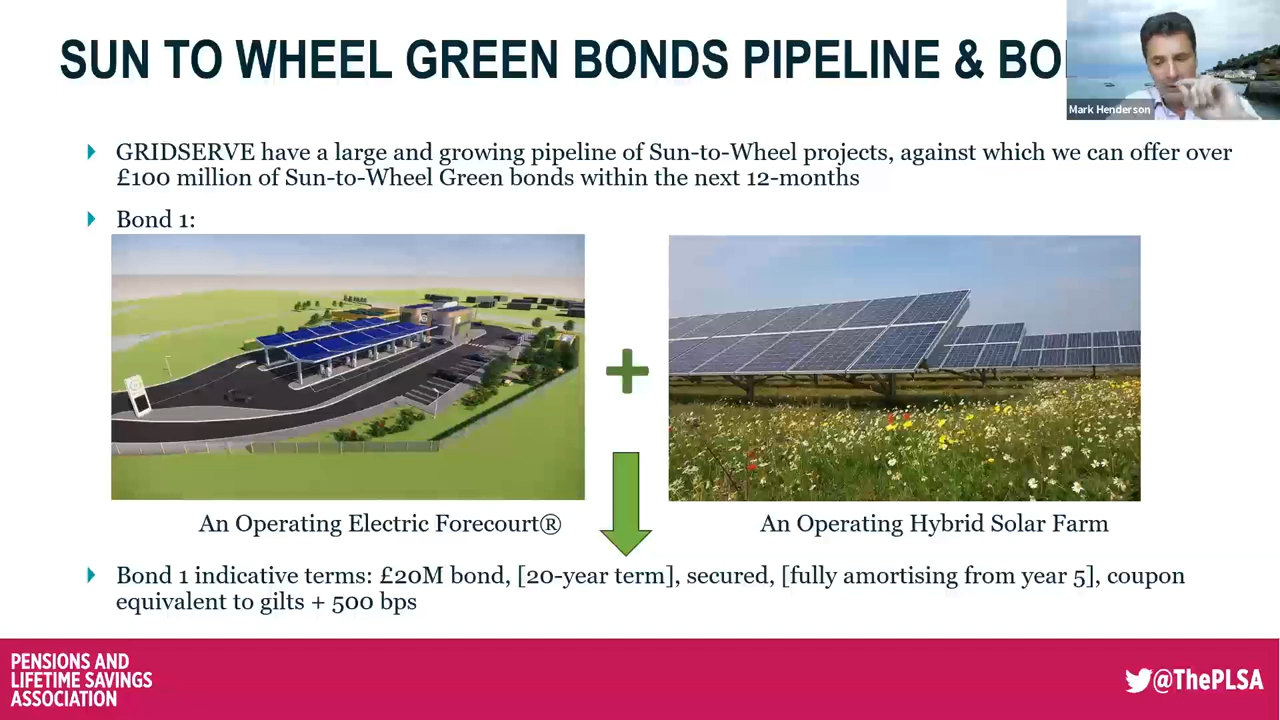 SUN TO WHEEL GREEN BONDS PIPELINE & BO
Mark Henderson
GRIDSERVE have a large and growing pipeline of Sun-to-Wheel projects, against which we can offer over
£100 million of Sun-to-Wheel Green bonds within the next 12-months
Bond 1:
An Operating Electric Forecourt®
An Operating Hybrid Solar Farm
Bond 1 indicative terms: £20M bond, [20-year term], secured, [fully amortising from year 5], coupon
equivalent to gilts + 500 bps
PENSIONS AND
LIFETIME SAVINGS
ASSOCIATION
@ThePLSA